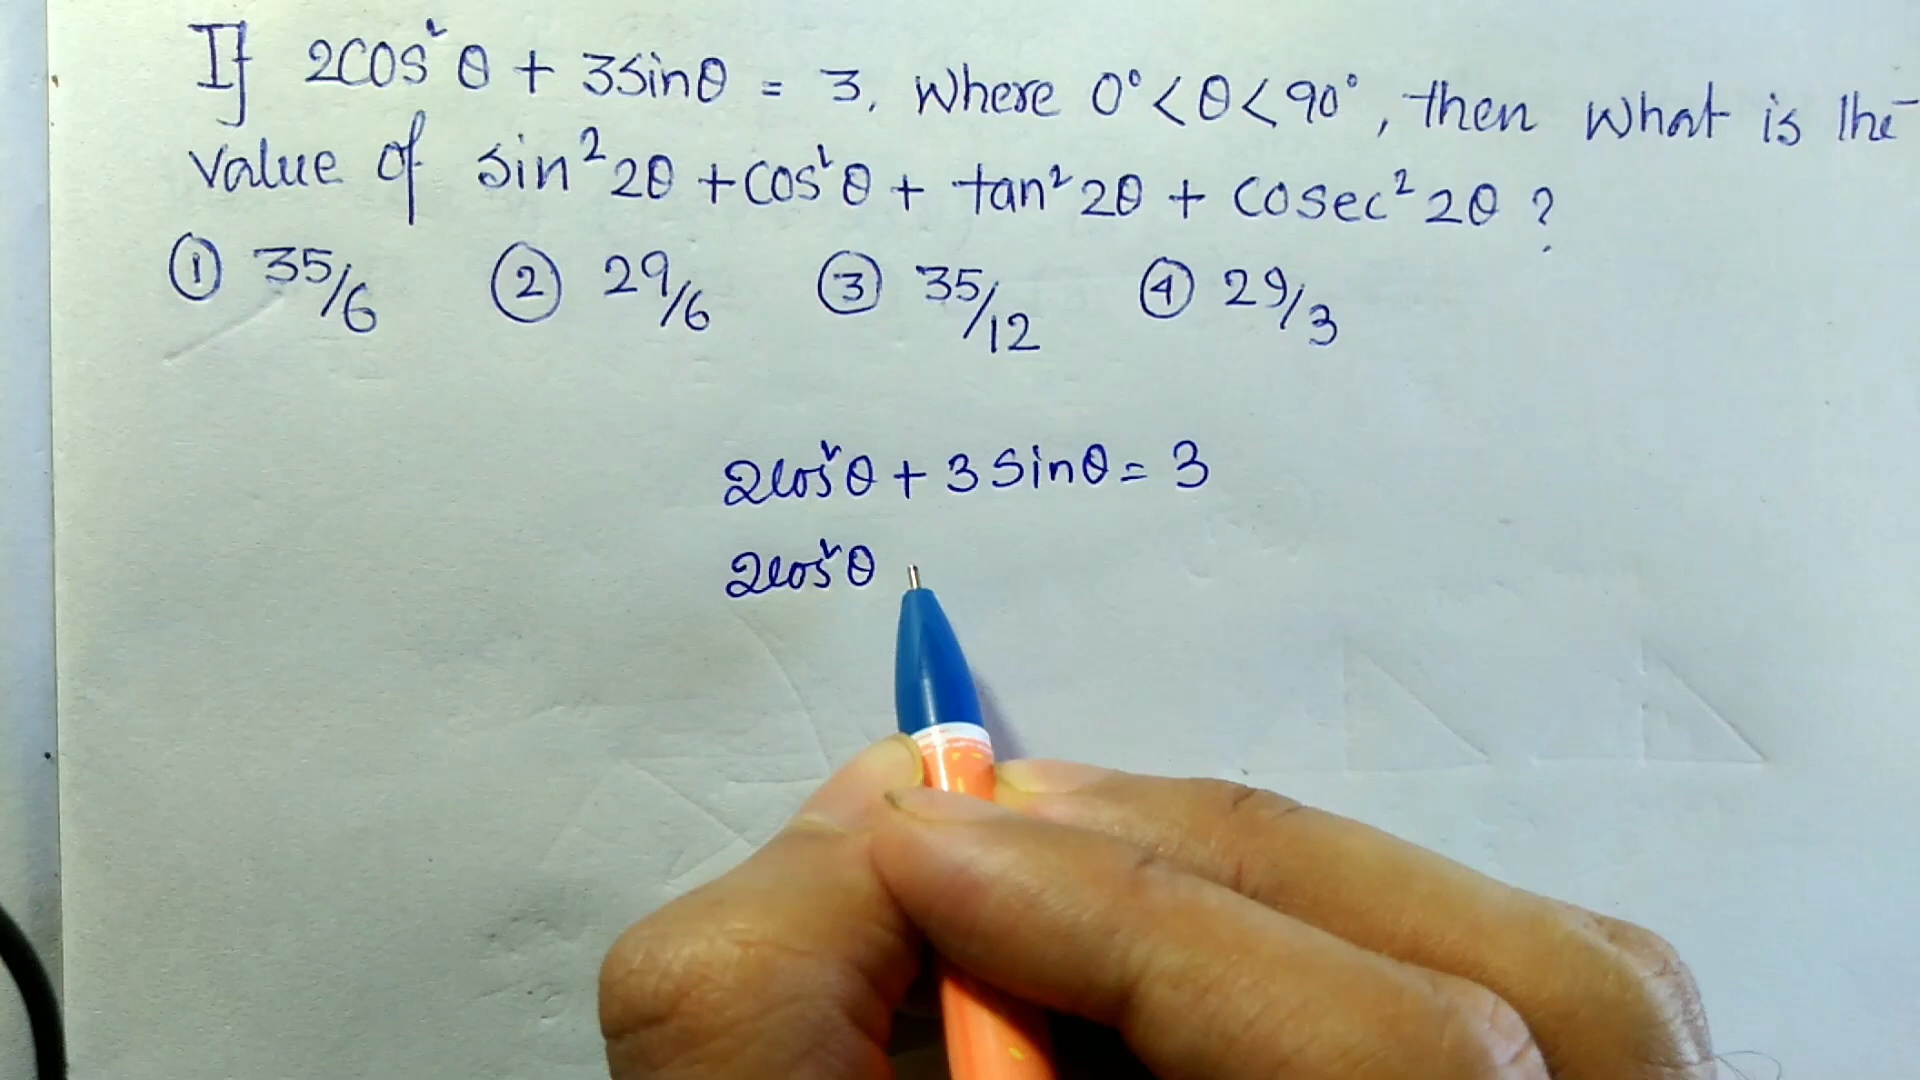 If 2cos²θ + 3sinθ = 3, where 0°<θ<90°, then what is the
value of sin²2θ + cos²θ + tan²2θ + cosec²2θ ?
① 35/6 ② 29/6 ③ 35/12 ④ 29/3
2cos²θ + 3sinθ = 3
2cos²θ